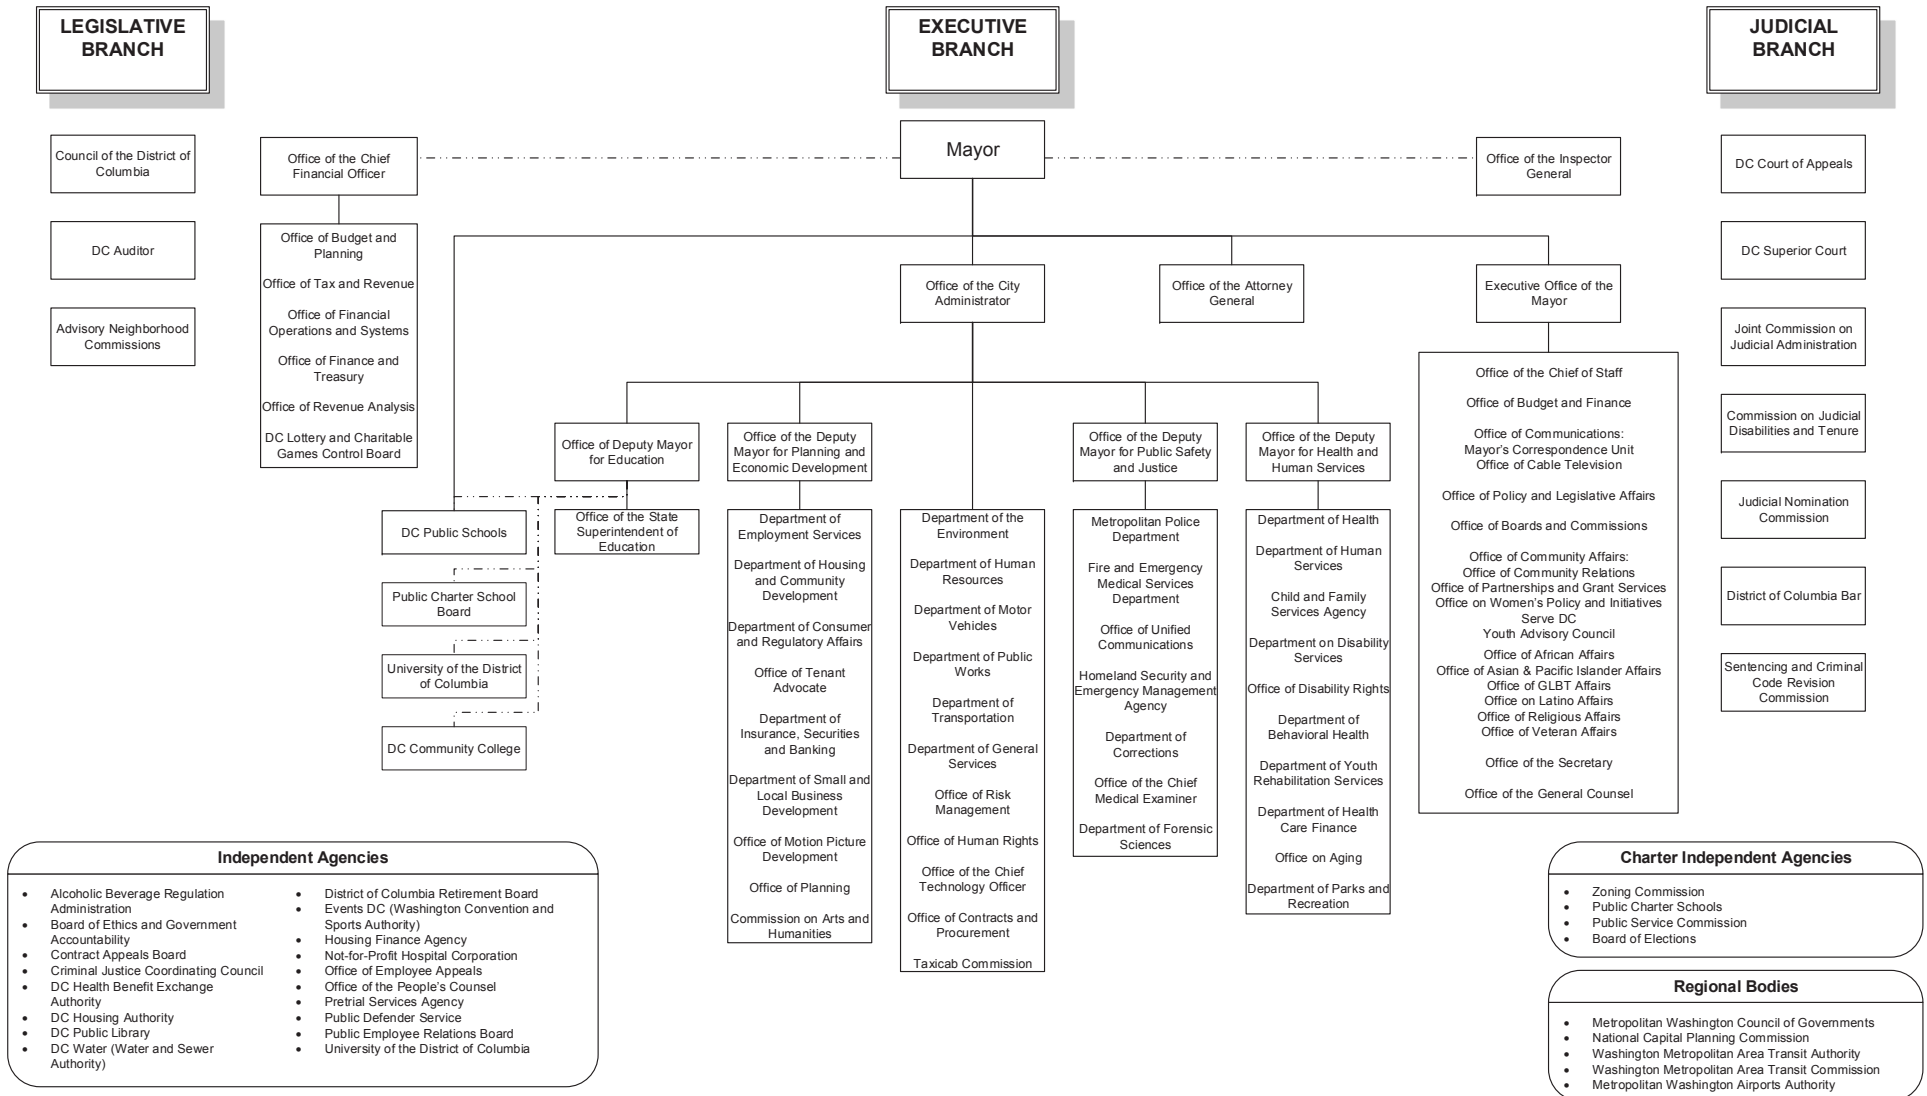 LEGISLATIVE
BRANCH
EXECUTIVE
BRANCH
JUDICIAL
BRANCH
Council of the District of
Columbia
DC Auditor
Advisory Neighborhood
Commissions
Office of the Chief
Financial Officer
Office of Budget and
Planning
Office of Tax and Revenue
Office of Financial
Operations and Systems
Office of Finance and
Treasury
Office of Revenue Analysis
DC Lottery and Charitable
Games Control Board
Mayor
Office of the Inspector
General
Office of the City
Administrator
Office of the Attorney
General
Executive Office of the
Mayor
Office of Deputy Mayor
for Education
Office of the Deputy
Mayor for Planning and
Economic Development
Office of the Deputy
Mayor for Public Safety
and Justice
Office of the Deputy
Mayor for Health and
Human Services
DC Public Schools
Office of the State
Superintendent of
Education
Public Charter School
Board
University of the District
of Columbia
DC Community College
Department of
Employment Services
Department of Housing
and Community
Development
Department of Consumer
and Regulatory Affairs
Office of Tenant
Advocate
Department of
Insurance, Securities
and Banking
Department of Small and
Local Business
Development
Office of Motion Picture
Development
Office of Planning
Commission on Arts and
Humanities
Department of the
Environment
Department of Human
Resources
Department of Motor
Vehicles
Department of Public
Works
Department of
Transportation
Department of General
Services
Office of Risk
Management
Office of Human Rights
Office of the Chief
Technology Officer
Office of Contracts and
Procurement
Taxicab Commission
Metropolitan Police
Department
Fire and Emergency
Medical Services
Department
Office of Unified
Communications
Homeland Security and
Emergency Management
Agency
Department of
Corrections
Office of the Chief
Medical Examiner
Department of Forensic
Sciences
Department of Health
Department of Human
Services
Child and Family
Services Agency
Department on Disability
Services
Office of Disability Rights
Department of
Behavioral Health
Department of Youth
Rehabilitation Services
Department of Health
Care Finance
Office on Aging
Department of Parks and
Recreation
Office of the Chief of Staff
Office of Budget and Finance
Office of Communications:
Mayor's Correspondence Unit
Office of Cable Television
Office of Policy and Legislative Affairs
Office of Boards and Commissions
Office of Community Affairs:
Office of Community Relations
Office of Partnerships and Grant Services
Office on Women's Policy and Initiatives
Serve DC
Youth Advisory Council
Office of African Affairs
Office of Asian & Pacific Islander Affairs
Office of GLBT Affairs
Office on Latino Affairs
Office of Religious Affairs
Office of Veteran Affairs
Office of the Secretary
Office of the General Counsel
DC Court of Appeals
DC Superior Court
Joint Commission on
Judicial Administration
Commission on Judicial
Disabilities and Tenure
Judicial Nomination
Commission
District of Columbia Bar
Sentencing and Criminal
Code Revision
Commission
Independent Agencies
• Alcoholic Beverage Regulation
Administration
• Board of Ethics and Government
Accountability
• Contract Appeals Board
• Criminal Justice Coordinating Council
• DC Health Benefit Exchange
Authority
• DC Housing Authority
• DC Public Library
• DC Water (Water and Sewer
Authority)
• District of Columbia Retirement Board
• Events DC (Washington Convention and
Sports Authority)
• Housing Finance Agency
• Not-for-Profit Hospital Corporation
• Office of Employee Appeals
• Office of the People's Counsel
• Pretrial Services Agency
• Public Defender Service
• Public Employee Relations Board
• University of the District of Columbia
Charter Independent Agencies
• Zoning Commission
• Public Charter Schools
• Public Service Commission
• Board of Elections
Regional Bodies
• Metropolitan Washington Council of Governments
• National Capital Planning Commission
• Washington Metropolitan Area Transit Authority
• Washington Metropolitan Area Transit Commission
• Metropolitan Washington Airports Authority